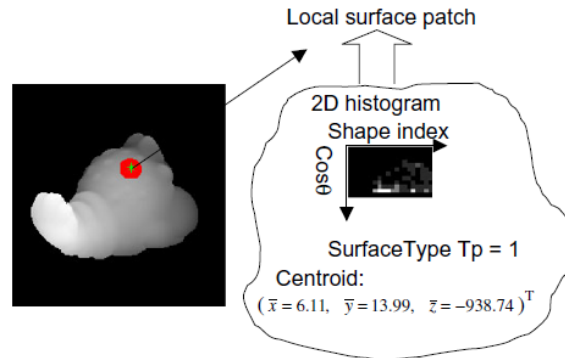 Local surface patch
2D histogram
Shape index
Cosθ
SurfaceType Tp = 1
Centroid:
( x̅ = 6.11, y̅ = 13.99, z̅ = −938.74 )ᵀ